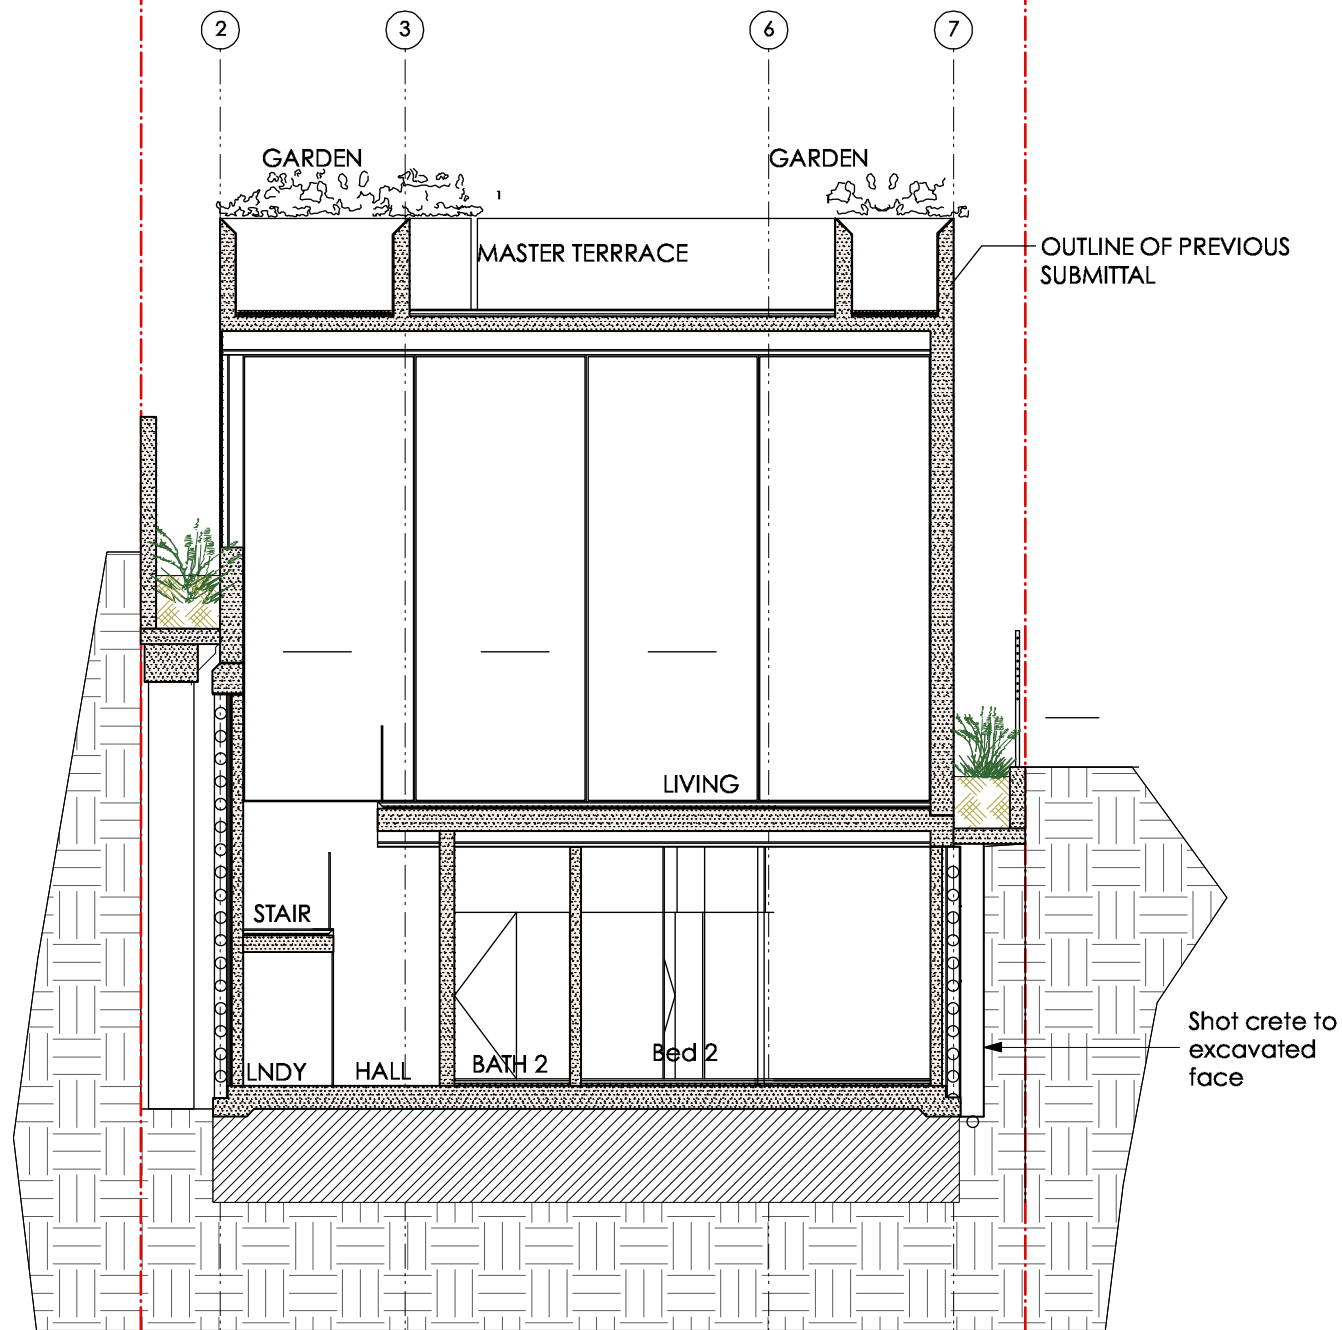 2
3
6
7
GARDEN
GARDEN
1
MASTER TERRRACE
OUTLINE OF PREVIOUS
SUBMITTAL
LIVING
STAIR
LNDY
HALL
BATH 2
Bed 2
Shot crete to
excavated
face